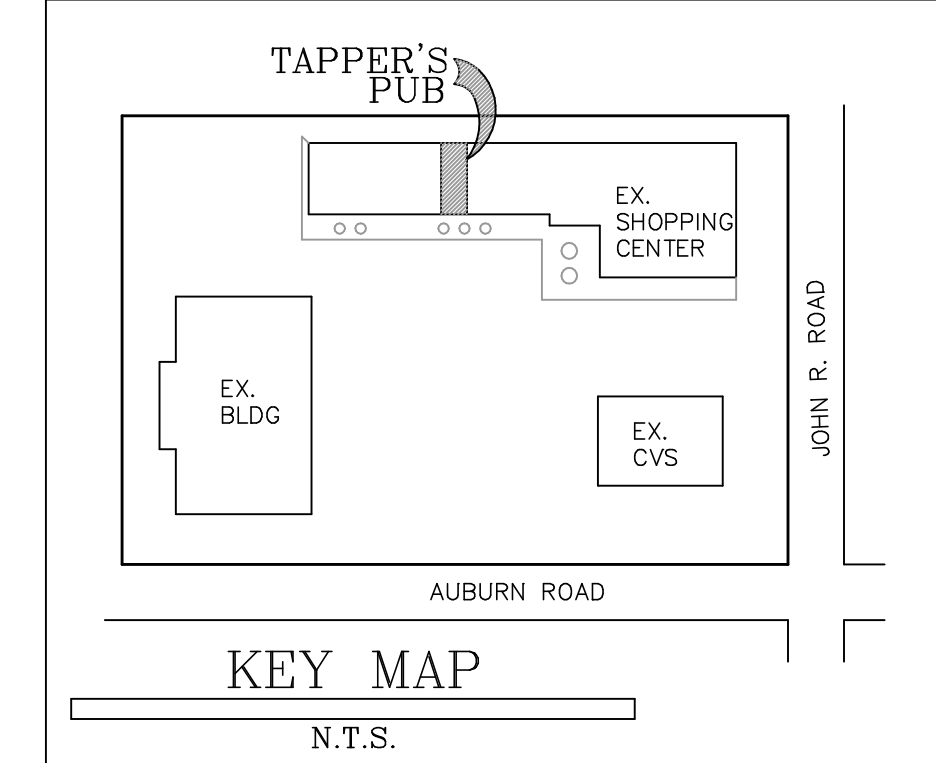 TAPPER'S
PUB
EX.
SHOPPING
CENTER
EX.
BLDG
EX.
CVS
JOHN R. ROAD
AUBURN ROAD
KEY MAP
N.T.S.